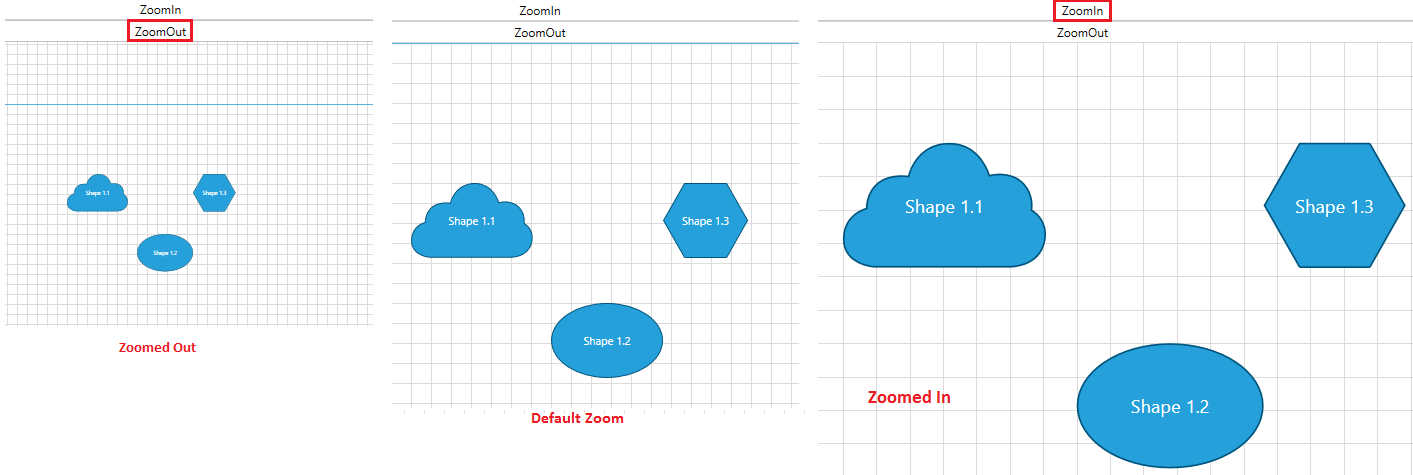 ZoomIn
ZoomOut
Shape 1.1
Shape 1.3
Shape 1.2
Zoomed Out
ZoomIn
ZoomOut
Shape 1.1
Shape 1.3
Shape 1.2
Default Zoom
ZoomIn
ZoomOut
Shape 1.1
Shape 1.3
Zoomed In
Shape 1.2